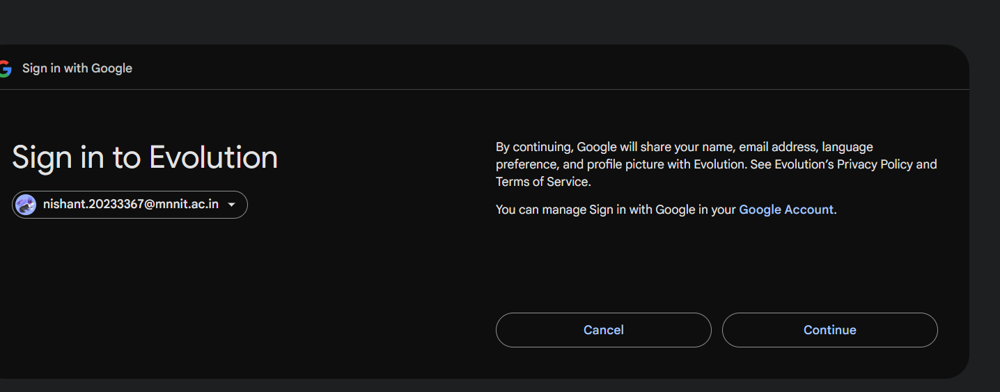 Sign in with Google
Sign in to Evolution
nishant.20233367@mnnit.ac.in
By continuing, Google will share your name, email address, language
preference, and profile picture with Evolution. See Evolution’s Privacy Policy and
Terms of Service.
You can manage Sign in with Google in your Google Account.
Cancel
Continue